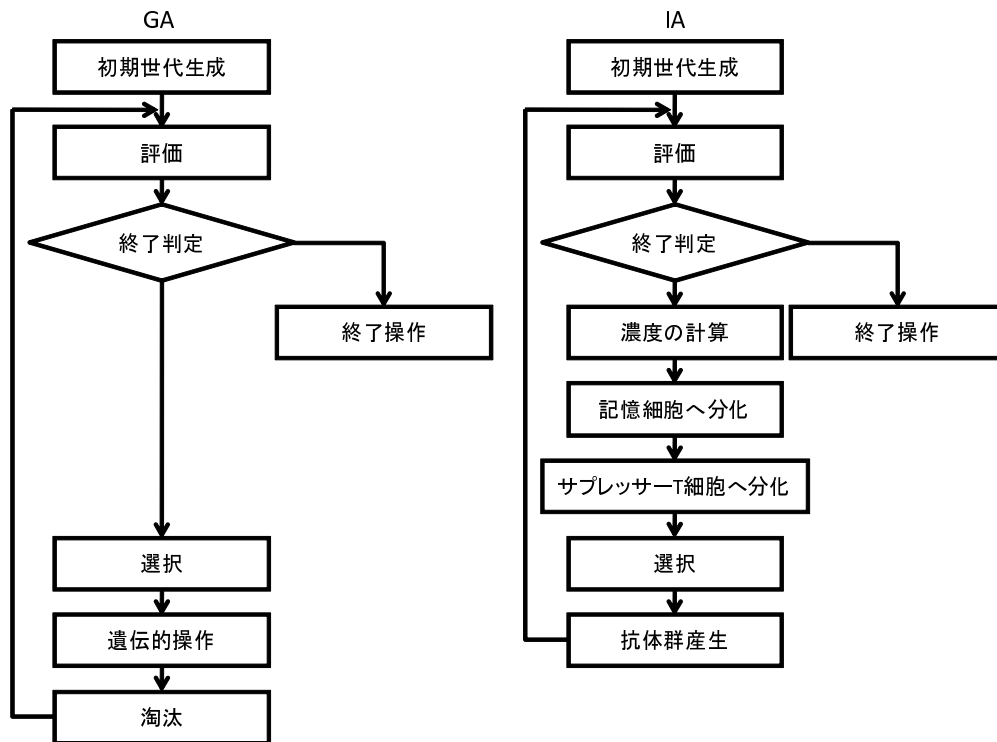 GA
初期世代生成
評価
終了判定
終了操作
選択
遺伝的操作
淘汰
IA
初期世代生成
評価
終了判定
濃度の計算
終了操作
記憶細胞へ分化
サプレッサーT細胞へ分化
選択
抗体群産生